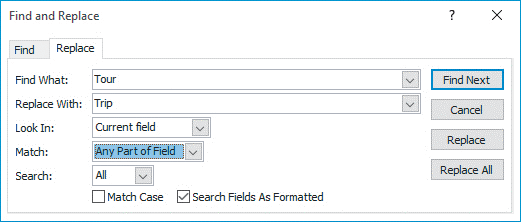 Find and Replace ?
Find Replace
Find What: Tour Find Next
Replace With: Trip Cancel
Look In: Current field Replace
Match: Any Part of Field Replace All
Search: All
Match Case Search Fields As Formatted